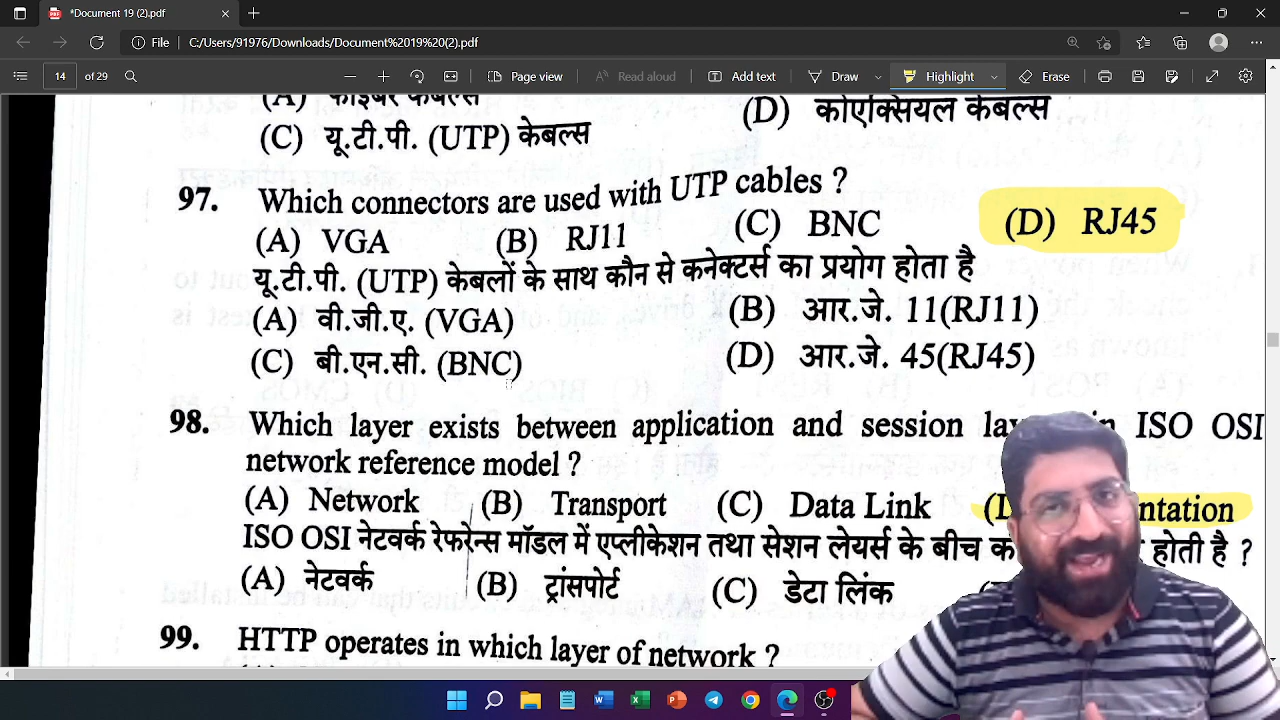 *Document 19 (2).pdf
File C:/Users/91976/Downloads/Document%2019%20(2).pdf
14 of 29 Page view Read aloud Add text Draw Highlight Erase
(A) फाइबर केबल्स
(D) कोएक्सियल केबल्स
(C) यू.टी.पी. (UTP) केबल्स
97. Which connectors are used with UTP cables ?
(A) VGA (B) RJ11 (C) BNC (D) RJ45
यू.टी.पी. (UTP) केबलों के साथ कौन से कनेक्टर्स का प्रयोग होता है
(A) वी.जी.ए. (VGA) (B) आर.जे. 11(RJ11)
(C) बी.एन.सी. (BNC) (D) आर.जे. 45(RJ45)
98. Which layer exists between application and session in ISO OSI
network reference model ?
(A) Network (B) Transport (C) Data Link ntation
ISO OSI नेटवर्क रेफरेन्स मॉडल में एप्लीकेशन तथा सेशन लेयर्स के बीच होती है ?
(A) नेटवर्क (B) ट्रांसपोर्ट (C) डेटा लिंक
99. HTTP operates in which layer of network ?